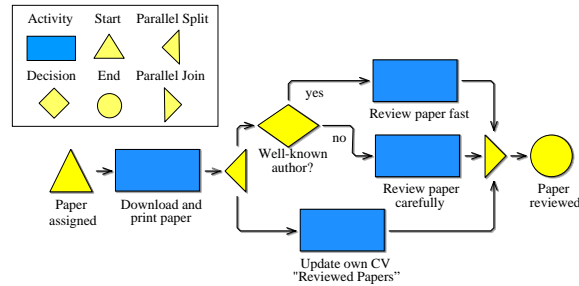 Activity
Start
Parallel Split
Decision
End
Parallel Join
yes
Review paper fast
Well-known
author?
no
Review paper
carefully
Paper
assigned
Download and
print paper
Paper
reviewed
Update own CV
"Reviewed Papers”